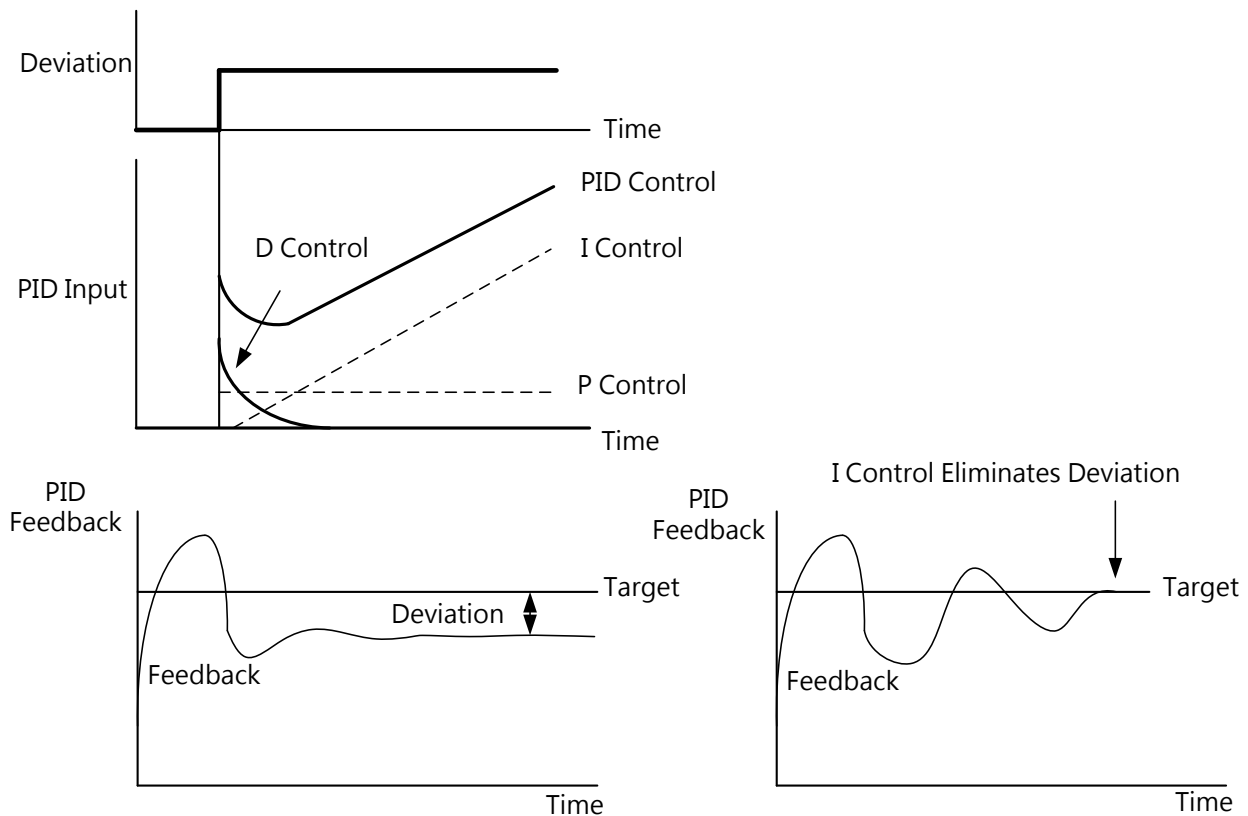 Deviation
Time
PID Control
D Control
I Control
PID Input
P Control
Time
PID
Feedback
Target
Deviation
Feedback
Time
I Control Eliminates Deviation
PID
Feedback
Target
Feedback
Time